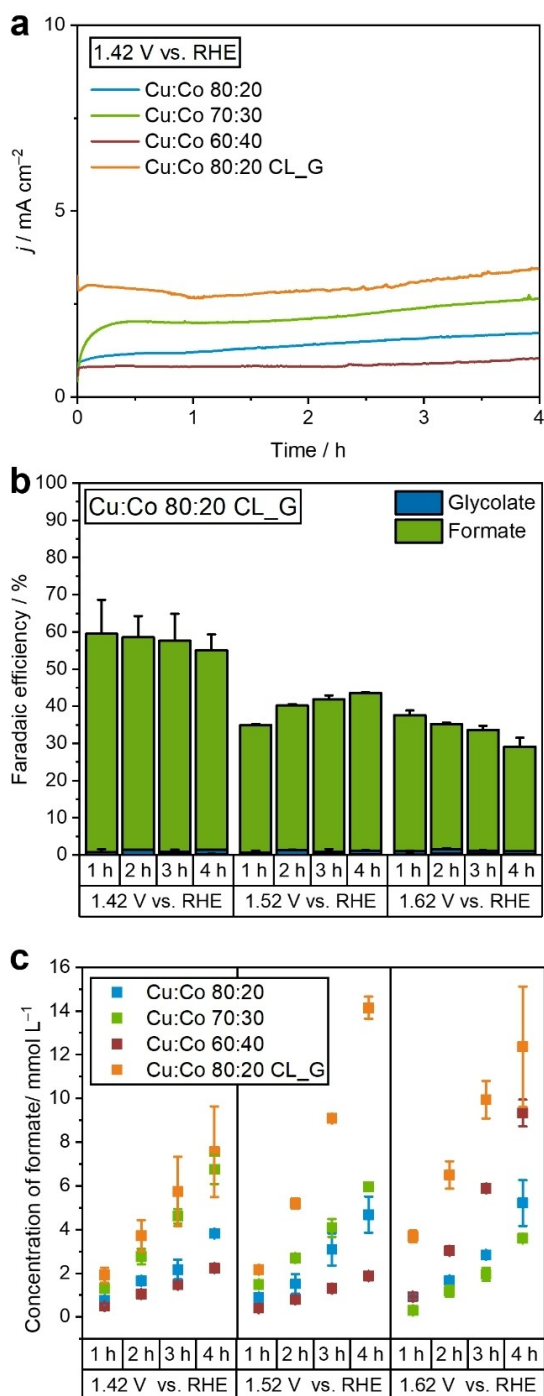 a
1.42 V vs. RHE
Cu:Co 80:20
Cu:Co 70:30
Cu:Co 60:40
Cu:Co 80:20 CL_G
j / mA cm⁻²
10
5
0
0 1 2 3 4
Time / h
b
Cu:Co 80:20 CL_G
Glycolate
Formate
Faradaic efficiency / %
100
90
80
70
60
50
40
30
20
10
0
1 h 2 h 3 h 4 h 1 h 2 h 3 h 4 h 1 h 2 h 3 h 4 h
1.42 V vs. RHE 1.52 V vs. RHE 1.62 V vs. RHE
c
Cu:Co 80:20
Cu:Co 70:30
Cu:Co 60:40
Cu:Co 80:20 CL_G
Concentration of formate/ mmol L⁻¹
16
14
12
10
8
6
4
2
0
1 h 2 h 3 h 4 h 1 h 2 h 3 h 4 h 1 h 2 h 3 h 4 h
1.42 V vs. RHE 1.52 V vs. RHE 1.62 V vs. RHE